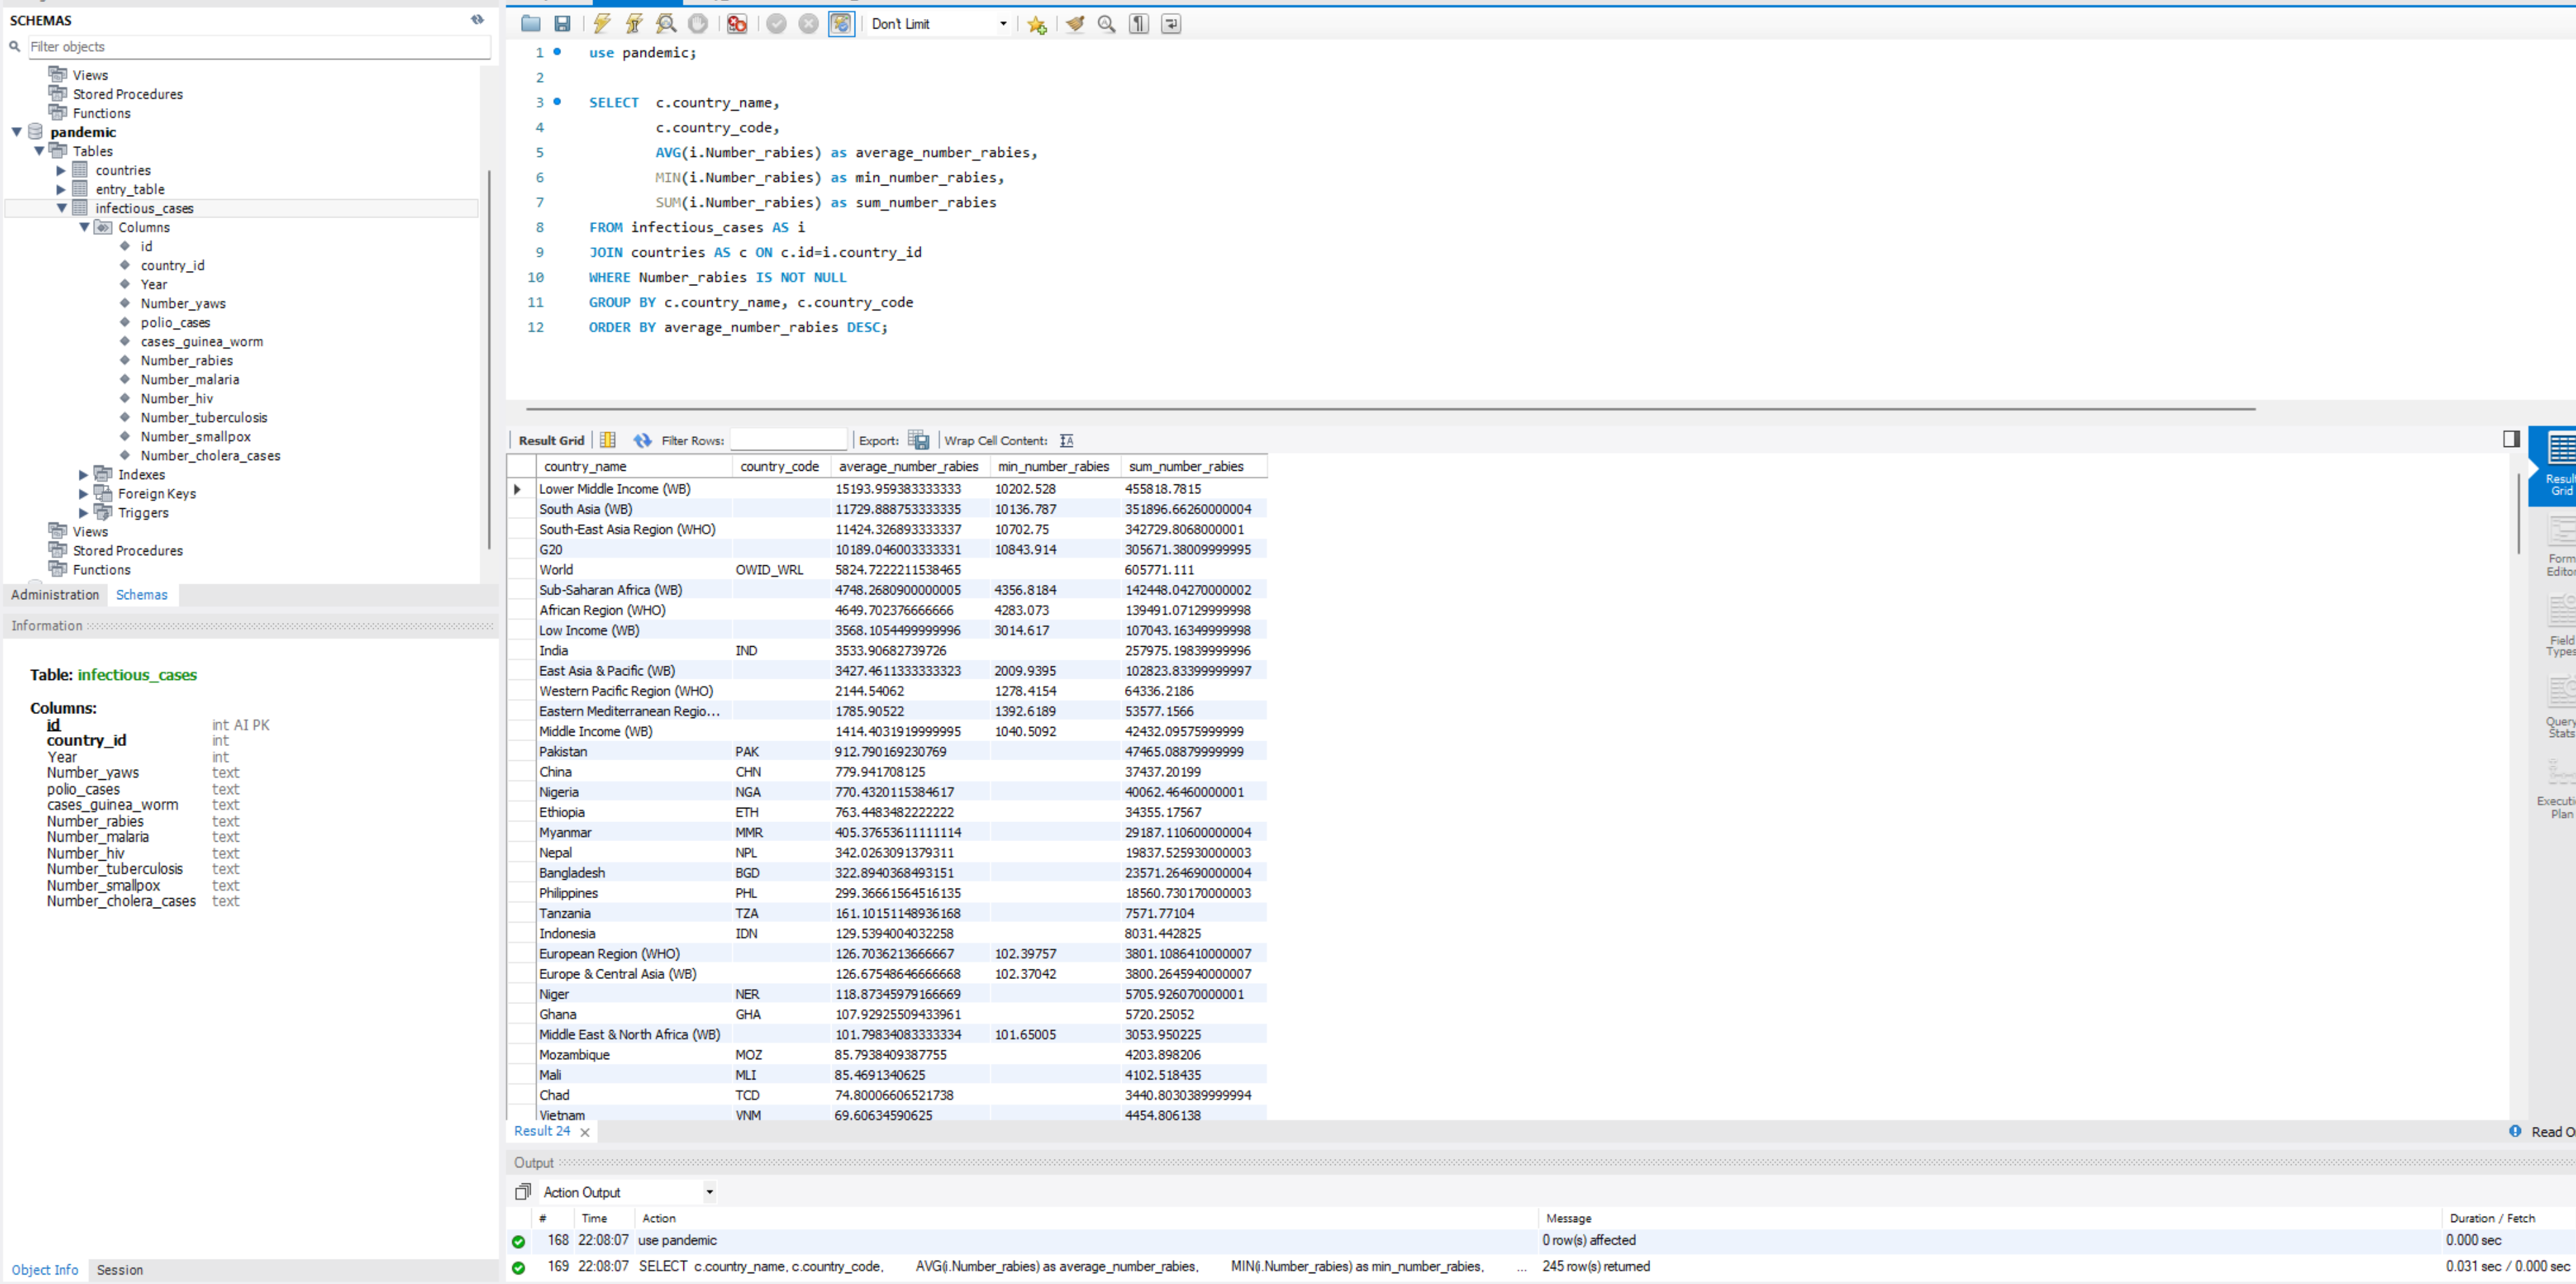 SCHEMAS
Filter objects
Views
Stored Procedures
Functions
pandemic
Tables
countries
entry_table
infectious_cases
Columns
id
country_id
Year
Number_yaws
polio_cases
cases_guinea_worm
Number_rabies
Number_malaria
Number_hiv
Number_tuberculosis
Number_smallpox
Number_cholera_cases
Indexes
Foreign Keys
Triggers
Views
Stored Procedures
Functions
Administration Schemas
Information
Table: infectious_cases
Columns:
id int AI PK
country_id int
Year int
Number_yaws text
polio_cases text
cases_guinea_worm text
Number_rabies text
Number_malaria text
Number_hiv text
Number_tuberculosis text
Number_smallpox text
Number_cholera_cases text
Object Info Session
Don't Limit
1 use pandemic;
2
3 SELECT c.country_name,
4 c.country_code,
5 AVG(i.Number_rabies) as average_number_rabies,
6 MIN(i.Number_rabies) as min_number_rabies,
7 SUM(i.Number_rabies) as sum_number_rabies
8 FROM infectious_cases AS i
9 JOIN countries AS c ON c.id=i.country_id
10 WHERE Number_rabies IS NOT NULL
11 GROUP BY c.country_name, c.country_code
12 ORDER BY average_number_rabies DESC;
Result Grid Filter Rows: Export: Wrap Cell Content:
country_name country_code average_number_rabies min_number_rabies sum_number_rabies
Lower Middle Income (WB) 15193.959383333333 10202.528 455818.7815
South Asia (WB) 11729.888753333335 10136.787 351896.66260000004
South-East Asia Region (WHO) 11424.326893333337 10702.75 342729.8068000001
G20 10189.046003333331 10843.914 305671.38009999995
World OWID_WRL 5824.7222211538465 605771.111
Sub-Saharan Africa (WB) 4748.2680900000005 4356.8184 142448.04270000002
African Region (WHO) 4649.702376666666 4283.073 139491.07129999998
Low Income (WB) 3568.1054499999996 3014.617 107043.16349999998
India IND 3533.90682739726 257975.19839999996
East Asia & Pacific (WB) 3427.4611333333323 2009.9395 102823.83399999997
Western Pacific Region (WHO) 2144.54062 1278.4154 64336.2186
Eastern Mediterranean Regio... 1785.90522 1392.6189 53577.1566
Middle Income (WB) 1414.4031919999995 1040.5092 42432.09575999999
Pakistan PAK 912.790169230769 47465.08879999999
China CHN 779.941708125 37437.20199
Nigeria NGA 770.4320115384617 40062.46460000001
Ethiopia ETH 763.4483482222222 34355.17567
Myanmar MMR 405.37653611111114 29187.110600000004
Nepal NPL 342.0263091379311 19837.525930000003
Bangladesh BGD 322.8940368493151 23571.264690000004
Philippines PHL 299.36661564516135 18560.730170000003
Tanzania TZA 161.10151148936168 7571.77104
Indonesia IDN 129.5394004032258 8031.442825
European Region (WHO) 126.7036213666667 102.39757 3801.1086410000007
Europe & Central Asia (WB) 126.67548646666668 102.37042 3800.2645940000007
Niger NER 118.87345979166669 5705.926070000001
Ghana GHA 107.92925509433961 5720.25052
Middle East & North Africa (WB) 101.79834083333334 101.65005 3053.950225
Mozambique MOZ 85.7938409387755 4203.898206
Mali MLI 85.4691340625 4102.518435
Chad TCD 74.80006606521738 3440.8030389999994
Vietnam VNM 69.60634590625 4454.806138
Result
Grid
Form
Editor
Field
Types
Query
Stats
Executi
Plan
Result 24 Read O
Output
Action Output
# Time Action Message Duration / Fetch
168 22:08:07 use pandemic 0 row(s) affected 0.000 sec
169 22:08:07 SELECT c.country_name, c.country_code, AVG(i.Number_rabies) as average_number_rabies, MIN(i.Number_rabies) as min_number_rabies, ... 245 row(s) returned 0.031 sec / 0.000 sec